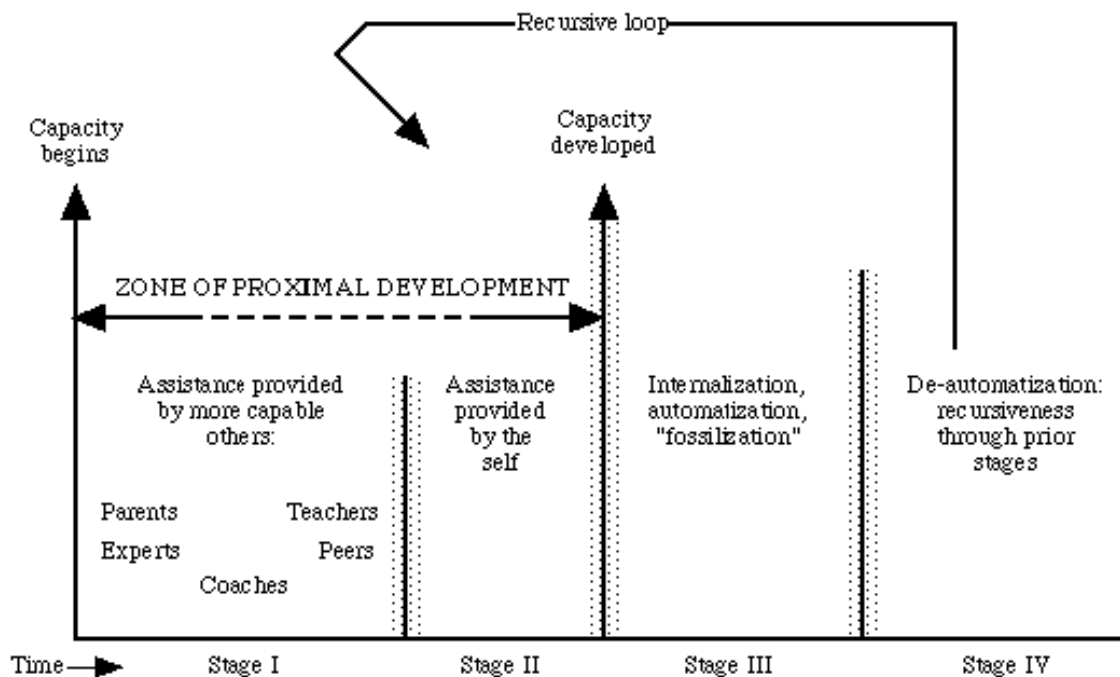 Recursive loop
Capacity
begins
Capacity
developed
ZONE OF PROXIMAL DEVELOPMENT
Assistance provided
by more capable
others:
Parents
Teachers
Experts
Peers
Coaches
Assistance
provided
by the
self
Internalization,
automatization,
"fossilization"
De-automatization:
recursiveness
through prior
stages
Time
Stage I
Stage II
Stage III
Stage IV